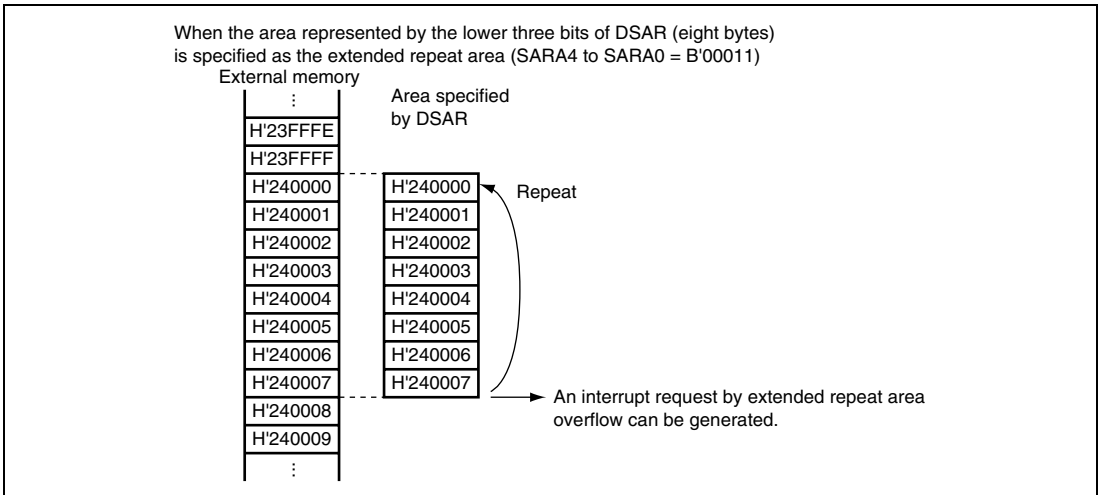 When the area represented by the lower three bits of DSAR (eight bytes)
is specified as the extended repeat area (SARA4 to SARA0 = B'00011)
External memory
Area specified
by DSAR
⋮
H'23FFFE
H'23FFFF
H'240000
H'240001
H'240002
H'240003
H'240004
H'240005
H'240006
H'240007
H'240008
H'240009
⋮
H'240000
H'240001
H'240002
H'240003
H'240004
H'240005
H'240006
H'240007
Repeat
An interrupt request by extended repeat area
overflow can be generated.